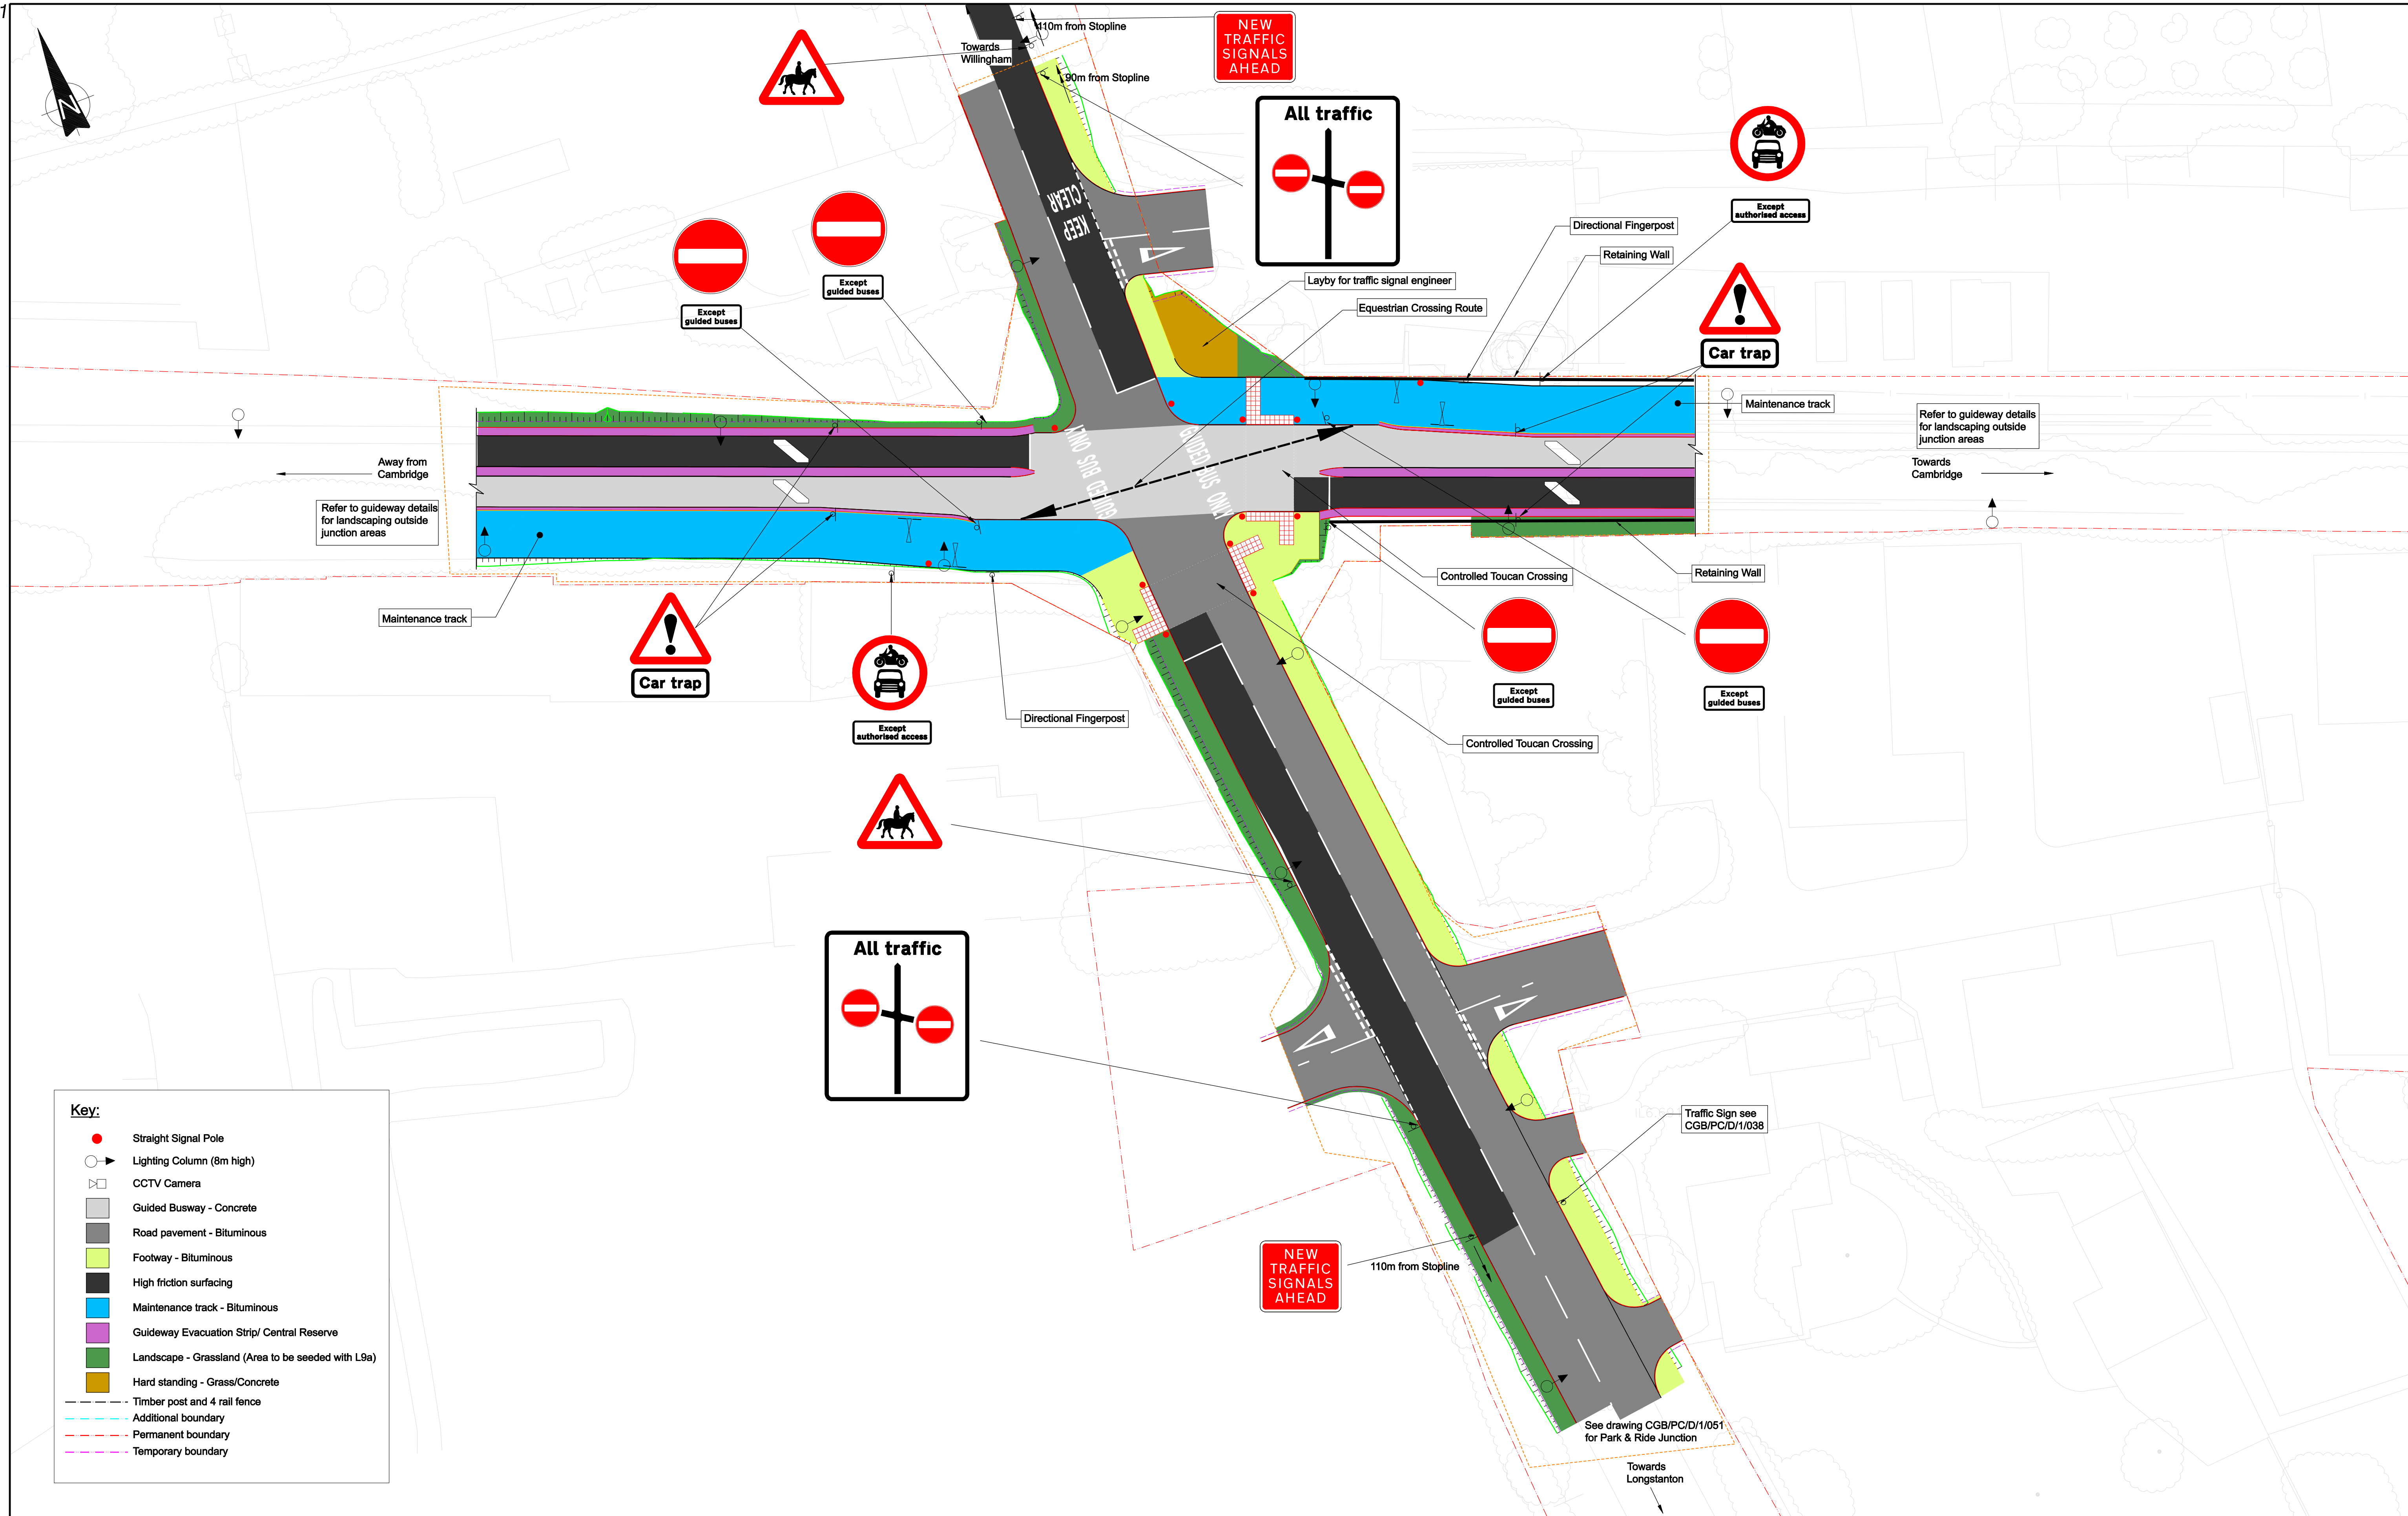 1
110m from Stopline
Towards
Willingham
90m from Stopline
NEW
TRAFFIC
SIGNALS
AHEAD
All traffic
N
KEEP
CLEAR
Except
authorised access
Directional Fingerpost
Retaining Wall
Layby for traffic signal engineer
Equestrian Crossing Route
Except
guided buses
Except
guided buses
Car trap
Maintenance track
Refer to guideway details
for landscaping outside
junction areas
Towards
Cambridge
Away from
Cambridge
Refer to guideway details
for landscaping outside
junction areas
GUIDED BUS ONLY
GUIDED BUS ONLY
Controlled Toucan Crossing
Retaining Wall
Maintenance track
Car trap
Except
authorised access
Directional Fingerpost
Except
guided buses
Except
guided buses
Controlled Toucan Crossing
All traffic
Traffic Sign see
CGB/PC/D/1/038
NEW
TRAFFIC
SIGNALS
AHEAD
110m from Stopline
See drawing CGB/PC/D/1/051
for Park & Ride Junction
Towards
Longstanton
Key:
Straight Signal Pole
Lighting Column (8m high)
CCTV Camera
Guided Busway - Concrete
Road pavement - Bituminous
Footway - Bituminous
High friction surfacing
Maintenance track - Bituminous
Guideway Evacuation Strip/ Central Reserve
Landscape - Grassland (Area to be seeded with L9a)
Hard standing - Grass/Concrete
Timber post and 4 rail fence
Additional boundary
Permanent boundary
Temporary boundary